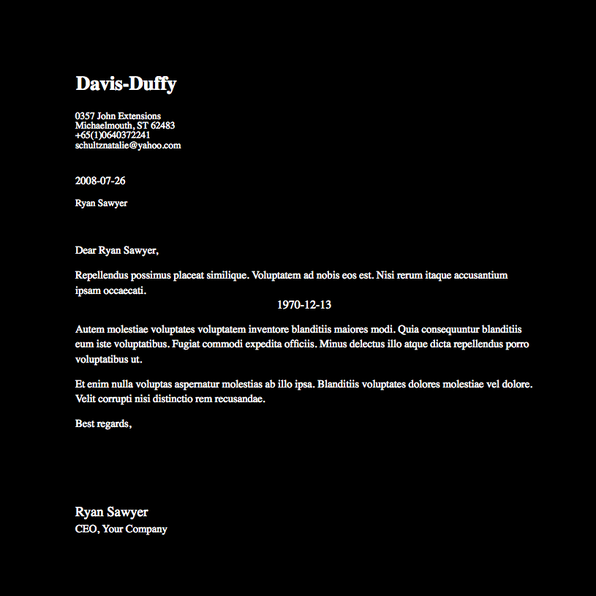 Davis-Duffy
0357 John Extensions
Michaelmouth, ST 62483
+65(1)0640372241
schultznatalie@yahoo.com
2008-07-26
Ryan Sawyer
Dear Ryan Sawyer,
Repellendus possimus placeat similique. Voluptatem ad nobis eos est. Nisi rerum itaque accusantium
ipsam occaecati.
1970-12-13
Autem molestiae voluptates voluptatem inventore blanditiis maiores modi. Quia consequuntur blanditiis
eum iste voluptatibus. Fugiat commodi expedita officiis. Minus delectus illo atque dicta repellendus porro
voluptatibus ut.
Et enim nulla voluptas aspernatur molestias ab illo ipsa. Blanditiis voluptates dolores molestiae vel dolore.
Velit corrupti nisi distinctio rem recusandae.
Best regards,
Ryan Sawyer
CEO, Your Company